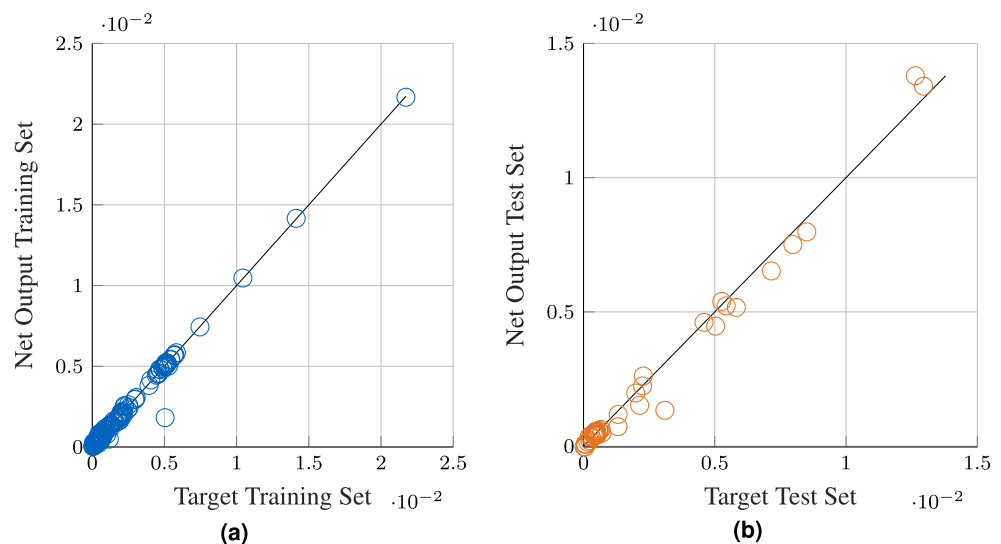 ·10⁻²
2.5
2
1.5
1
0.5
0
0 0.5 1 1.5 2 2.5
Net Output Training Set
Target Training Set ·10⁻²
(a)
·10⁻²
1.5
1
0.5
0
0 0.5 1 1.5
Net Output Test Set
Target Test Set ·10⁻²
(b)